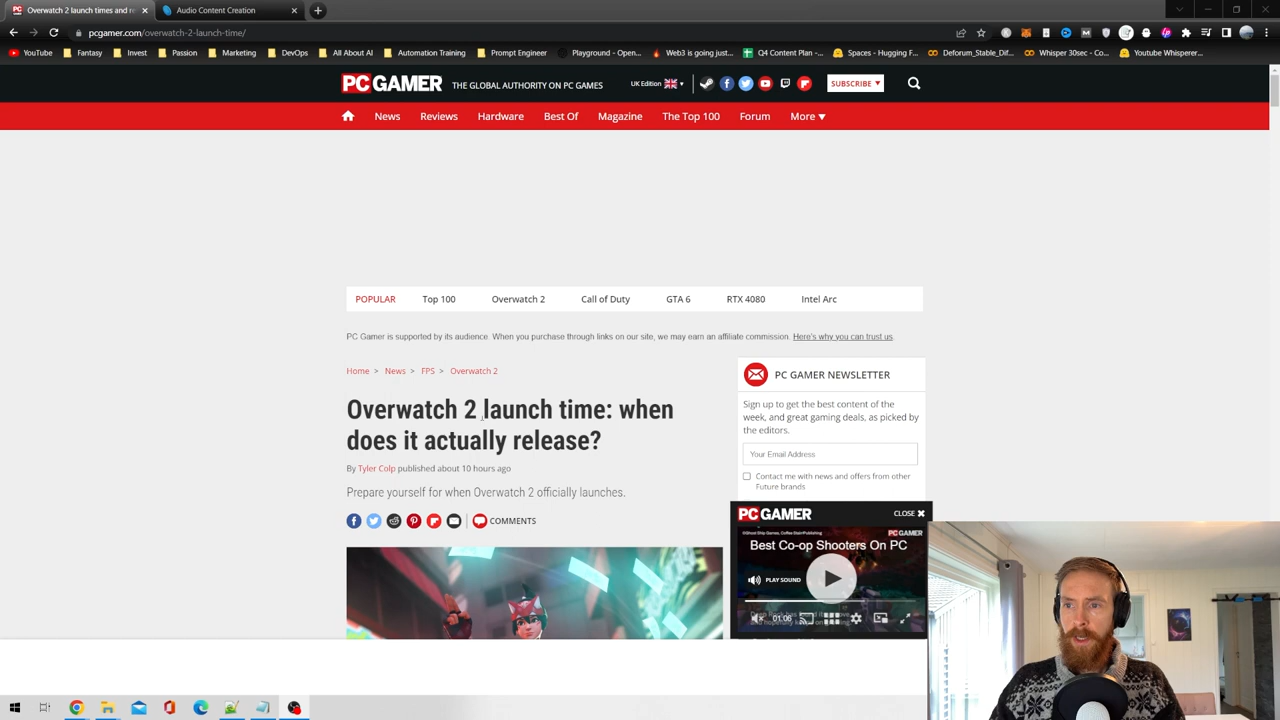 Overwatch 2 launch times and re
Audio Content Creation
pcgamer.com/overwatch-2-launch-time/
YouTube
Fantasy
Invest
Passion
Marketing
DevOps
All About AI
Automation Training
Prompt Engineer
Playground - Open...
Web3 is going just...
Q4 Content Plan -...
Spaces - Hugging F...
Deforum_Stable_Dif...
Whisper 30sec - Co...
Youtube Whisperer...
PC GAMER THE GLOBAL AUTHORITY ON PC GAMES
UK Edition
SUBSCRIBE
News Reviews Hardware Best Of Magazine The Top 100 Forum More
POPULAR Top 100 Overwatch 2 Call of Duty GTA 6 RTX 4080 Intel Arc
PC Gamer is supported by its audience. When you purchase through links on our site, we may earn an affiliate commission. Here's why you can trust us.
Home > News > FPS > Overwatch 2
Overwatch 2 launch time: when
does it actually release?
By Tyler Colp published about 10 hours ago
Prepare yourself for when Overwatch 2 officially launches.
COMMENTS
PC GAMER NEWSLETTER
Sign up to get the best content of the
week, and great gaming deals, as picked by
the editors.
Your Email Address
Contact me with news and offers from other
Future brands
PC GAMER CLOSE
PC GAMER
Best Co-op Shooters On PC
PLAY SOUND
01:06